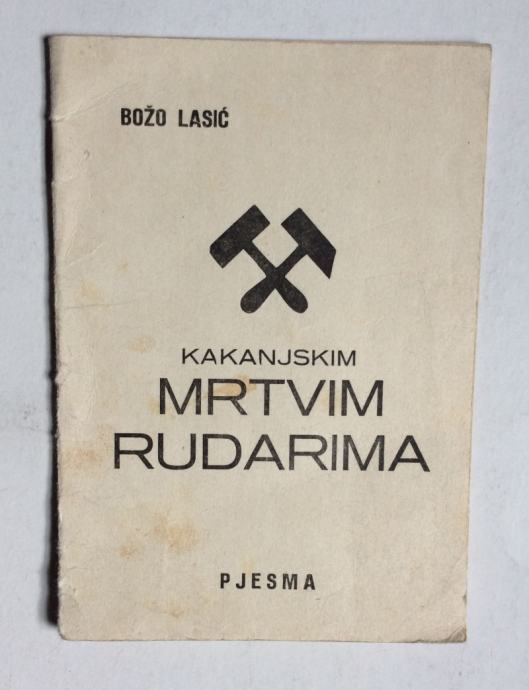 BOŽO LASIĆ
KAKANJSKIM
MRTVIM
RUDARIMA
PJESMA